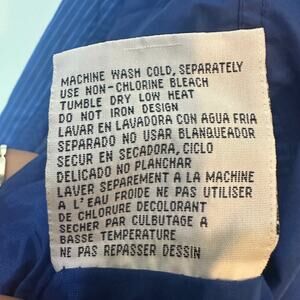 MACHINE WASH COLD, SEPARATELY
USE NON-CHLORINE BLEACH
TUMBLE DRY LOW HEAT
DO NOT IRON DESIGN
LAVAR EN LAVADORA CON AGUA FRIA
SEPARADO NO USAR BLANQUEADOR
SECUR EN SECADORA, CICLO
DELICADO NO PLANCHAR
LAVER SEPAREMENT A LA MACHINE
A L'EAU FROIDE NE PAS UTILISER
DE CHLORURE DECOLORANT
SECHER PAR CULBUTAGE A
BASSE TEMPERATURE
NE PAS REPASSER DESSIN